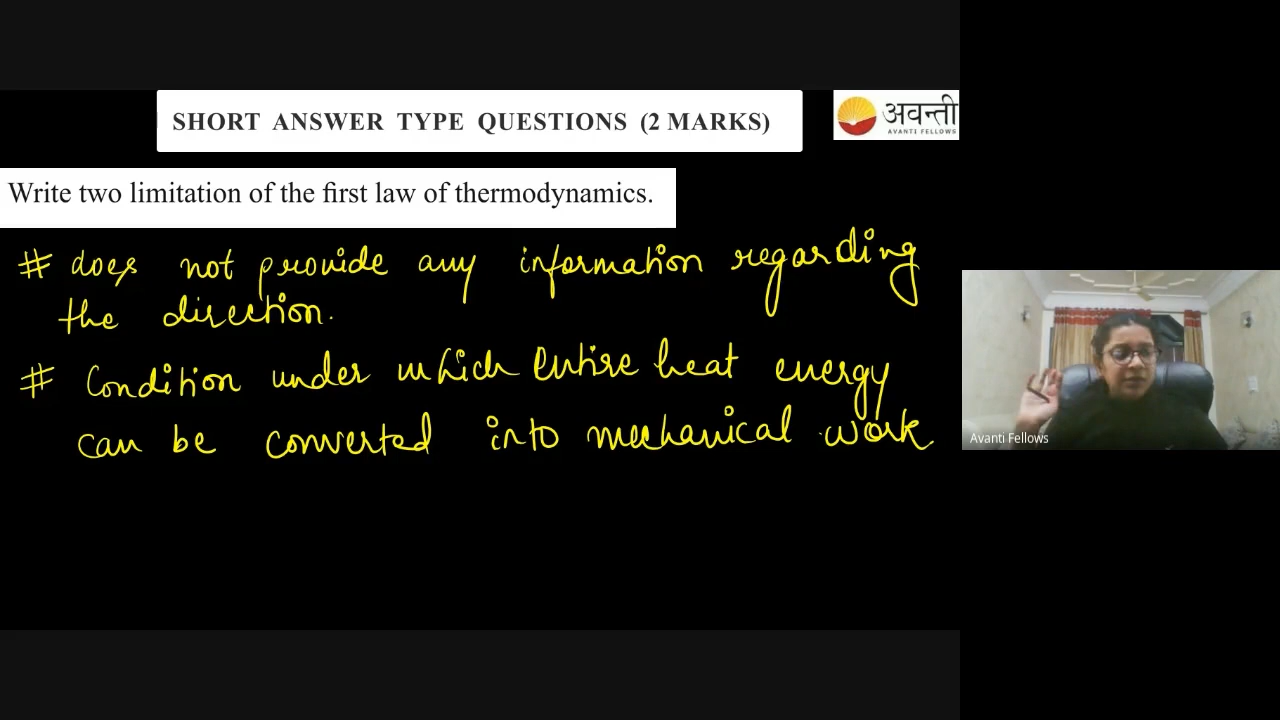 SHORT ANSWER TYPE QUESTIONS (2 MARKS)
अवन्ती
AVANTI FELLOWS
Write two limitation of the first law of thermodynamics.
# does not provide any information regarding
the direction.
# Condition under which Entire heat energy
can be converted into mechanical work
Avanti Fellows